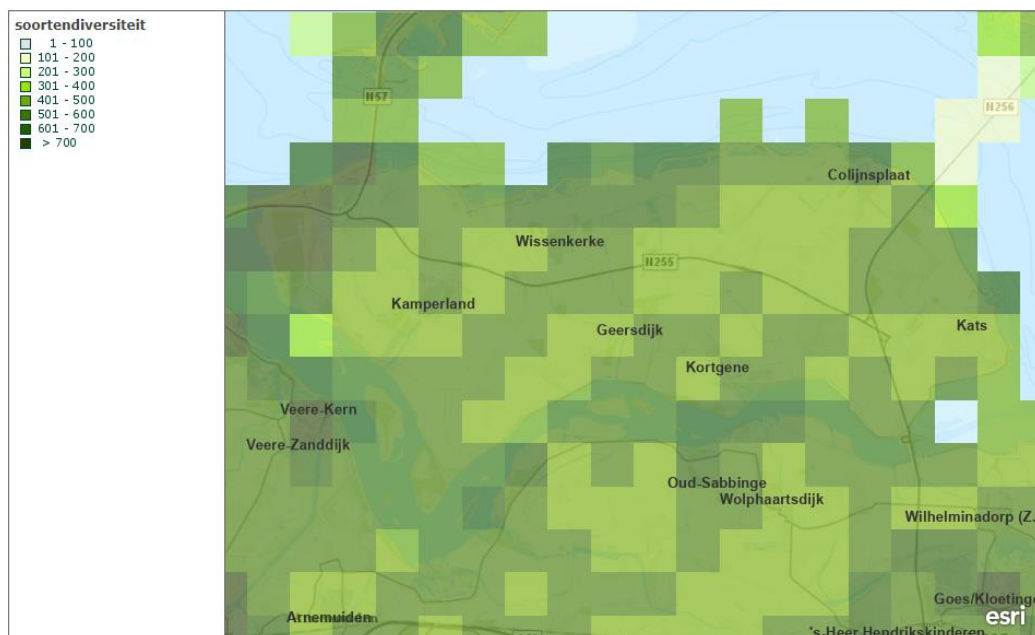 soortendiversiteit
1 - 100
101 - 200
201 - 300
301 - 400
401 - 500
501 - 600
601 - 700
> 700
N57
N256
Colijnsplaat
Wissenkerke
N255
Kamperland
Geersdijk
Kats
Kortgene
Veere-Kern
Veere-Zanddijk
Oud-Sabbinge
Wolphaartsdijk
Wilhelminadorp (Z.
Goes/Kloetinge
Arnemuiden
esri
's Heer Hendrikskinderen